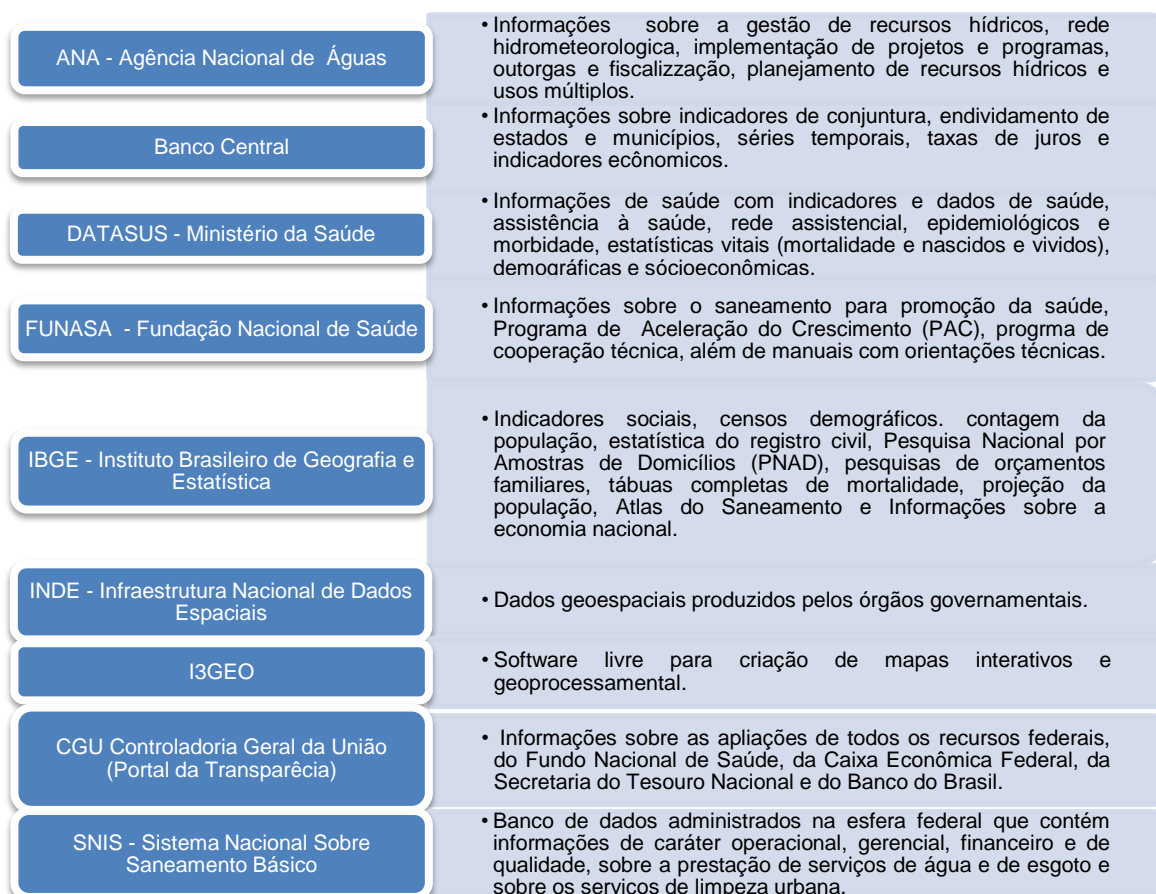 ANA - Agência Nacional de Águas
• Informações sobre a gestão de recursos hídricos, rede
hidrometeorologica, implementação de projetos e programas,
outorgas e fiscalizzação, planejamento de recursos hídricos e
usos múltiplos.
Banco Central
• Informações sobre indicadores de conjuntura, endividamento de
estados e municípios, séries temporais, taxas de juros e
indicadores ecônomicos.
DATASUS - Ministério da Saúde
• Informações de saúde com indicadores e dados de saúde,
assistência à saúde, rede assistencial, epidemiológicos e
morbidade, estatísticas vitais (mortalidade e nascidos e vividos),
demográficas e sócioeconômicas.
FUNASA - Fundação Nacional de Saúde
• Informações sobre o saneamento para promoção da saúde,
Programa de Aceleração do Crescimento (PAC), progrma de
cooperação técnica, além de manuais com orientações técnicas.
IBGE - Instituto Brasileiro de Geografia e
Estatística
• Indicadores sociais, censos demográficos. contagem da
população, estatística do registro civil, Pesquisa Nacional por
Amostras de Domicílios (PNAD), pesquisas de orçamentos
familiares, tábuas completas de mortalidade, projeção da
população, Atlas do Saneamento e Informações sobre a
economia nacional.
INDE - Infraestrutura Nacional de Dados
Espaciais
• Dados geoespaciais produzidos pelos órgãos governamentais.
I3GEO
• Software livre para criação de mapas interativos e
geoprocessamental.
CGU Controladoria Geral da União
(Portal da Transparêcia)
• Informações sobre as apliações de todos os recursos federais,
do Fundo Nacional de Saúde, da Caixa Econômica Federal, da
Secretaria do Tesouro Nacional e do Banco do Brasil.
SNIS - Sistema Nacional Sobre
Saneamento Básico
• Banco de dados administrados na esfera federal que contém
informações de caráter operacional, gerencial, financeiro e de
qualidade, sobre a prestação de serviços de água e de esgoto e
sobre os serviços de limpeza urbana.